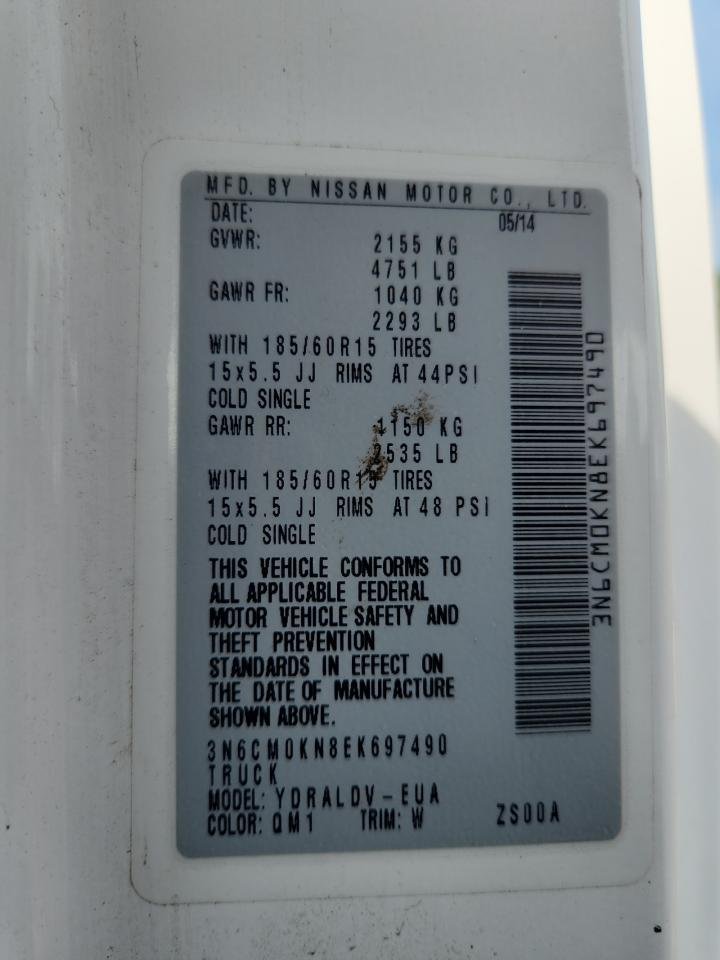 MFD. BY NISSAN MOTOR CO., LTD.
DATE: 05/14
GVWR: 2155 KG
4751 LB
GAWR FR: 1040 KG
2293 LB
WITH 185/60R15 TIRES
15x5.5 JJ RIMS AT 44PSI
COLD SINGLE
GAWR RR: 1150 KG
2535 LB
WITH 185/60R15 TIRES
15x5.5 JJ RIMS AT 48 PSI
COLD SINGLE
THIS VEHICLE CONFORMS TO
ALL APPLICABLE FEDERAL
MOTOR VEHICLE SAFETY AND
THEFT PREVENTION
STANDARDS IN EFFECT ON
THE DATE OF MANUFACTURE
SHOWN ABOVE.
3N6CM0KN8EK697490
TRUCK
MODEL: YDRALDV-EUA
COLOR: QM1 TRIM: W ZS00A
3N6CM0KN8EK697490